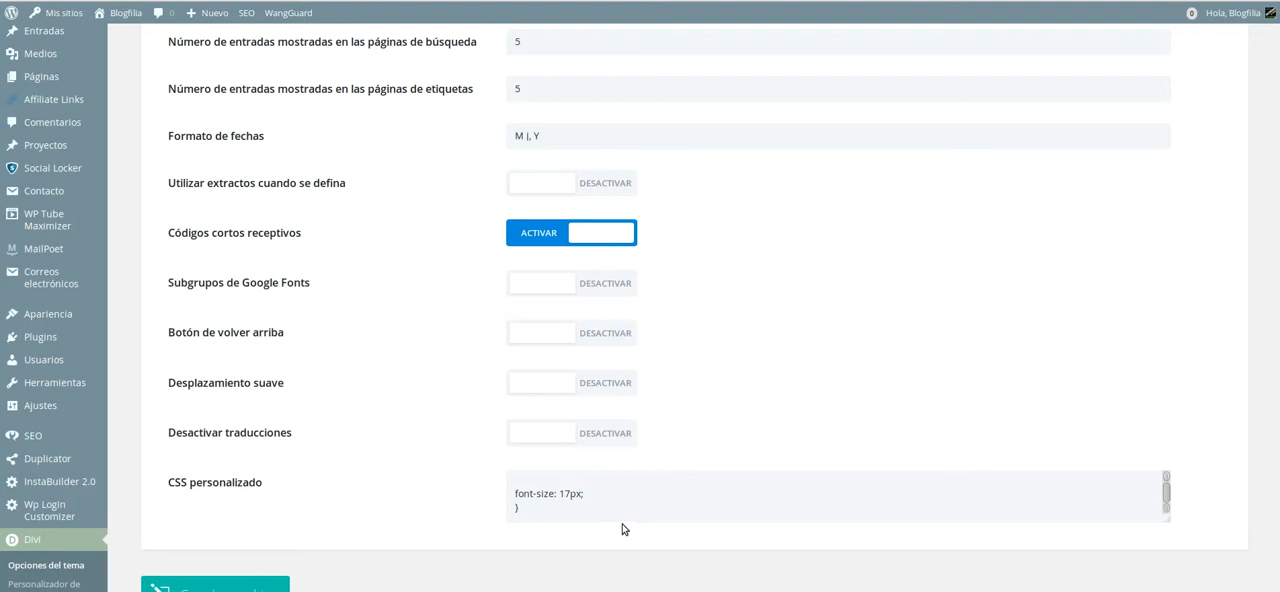 Mis sitios Blogfilia 0 Nuevo SEO WangGuard 0 Hola, Blogfilia
Entradas
Medios
Páginas
Affiliate Links
Comentarios
Proyectos
Social Locker
Contacto
WP Tube
Maximizer
MailPoet
Correos
electrónicos
Apariencia
Plugins
Usuarios
Herramientas
Ajustes
SEO
Duplicator
InstaBuilder 2.0
Wp Login
Customizer
Divi
Opciones del tema
Personalizador de
Número de entradas mostradas en las páginas de búsqueda 5
Número de entradas mostradas en las páginas de etiquetas 5
Formato de fechas M j, Y
Utilizar extractos cuando se defina DESACTIVAR
Códigos cortos receptivos ACTIVAR
Subgrupos de Google Fonts DESACTIVAR
Botón de volver arriba DESACTIVAR
Desplazamiento suave DESACTIVAR
Desactivar traducciones DESACTIVAR
CSS personalizado
font-size: 17px;
}